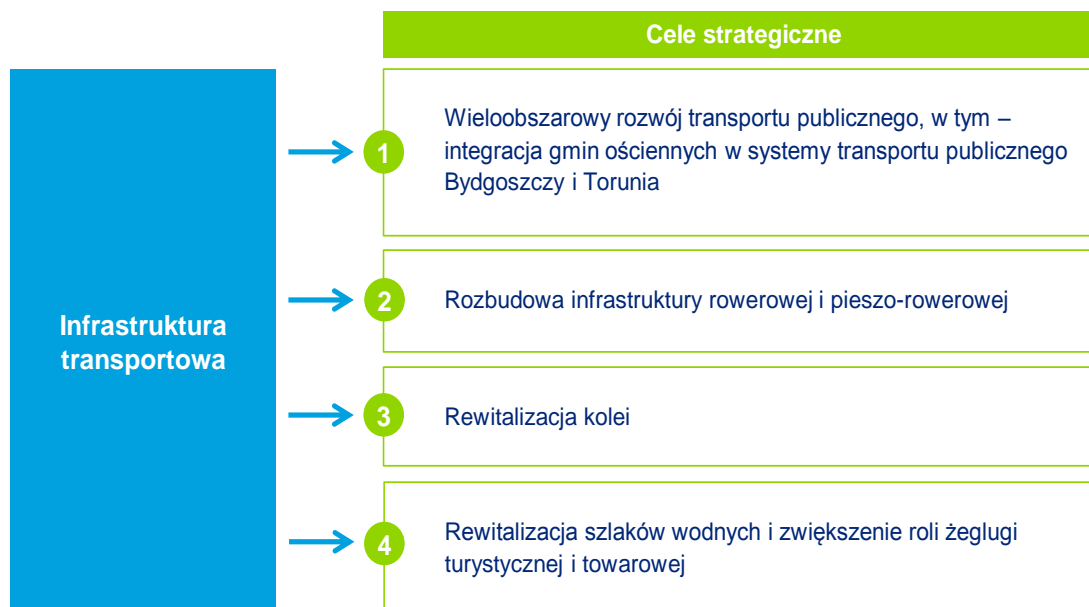 Cele strategiczne
Infrastruktura
transportowa
1
Wieloobszarowy rozwój transportu publicznego, w tym –
integracja gmin ościennych w systemy transportu publicznego
Bydgoszczy i Torunia
2
Rozbudowa infrastruktury rowerowej i pieszo-rowerowej
3
Rewitalizacja kolei
4
Rewitalizacja szlaków wodnych i zwiększenie roli żeglugi
turystycznej i towarowej